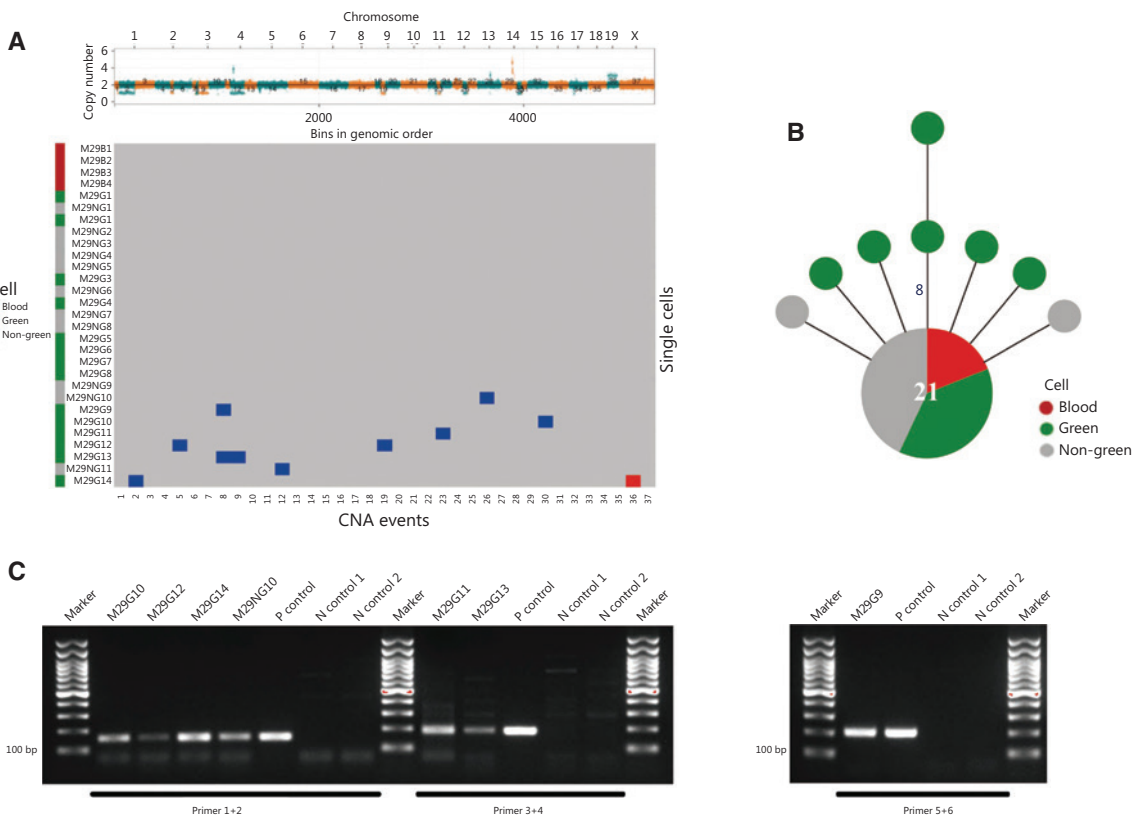 A
Chromosome
1 2 3 4 5 6 7 8 9 10 11 12 13 14 15 16 17 18 19 X
Copy number
6
4
2
0
2000 4000
Bins in genomic order
M29B1
M29B2
M29B3
M29B4
M29G1
M29NG1
M29G1
M29NG2
M29NG3
M29NG4
M29NG5
M29G3
M29NG6
M29G4
M29NG7
M29NG8
M29G5
M29G6
M29G7
M29G8
M29NG9
M29NG10
M29G9
M29G10
M29G11
M29G12
M29G13
M29NG11
M29G14
ell
Blood
Green
Non-green
Single cells
1 2 3 4 5 6 7 8 9 10 11 12 13 14 15 16 17 18 19 20 21 22 23 24 25 26 27 28 29 30 31 32 33 34 35 36 37
CNA events
B
8
21
Cell
Blood
Green
Non-green
C
Marker M29G10 M29G12 M29G14 M29NG10 P control N control 1 N control 2 Marker M29G11 M29G13 P control N control 1 N control 2 Marker
100 bp
Primer 1+2 Primer 3+4
Marker M29G9 P control N control 1 N control 2 Marker
100 bp
Primer 5+6